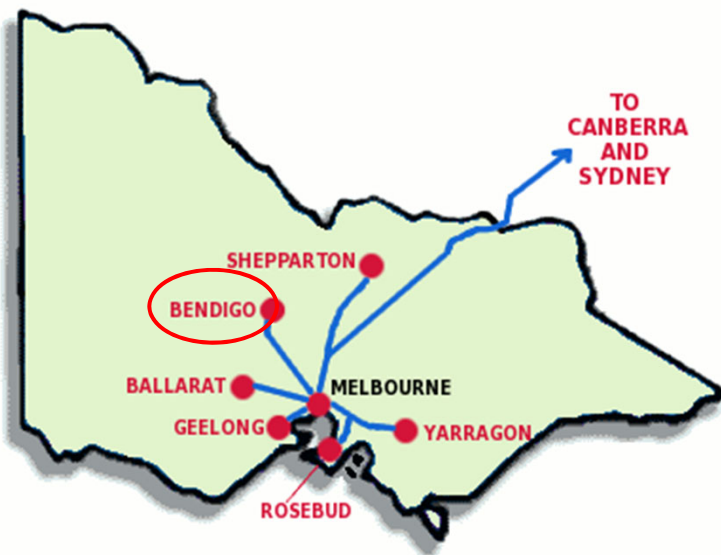 TO
CANBERRA
AND
SYDNEY
SHEPPARTON
BENDIGO
BALLARAT
MELBOURNE
GEELONG
YARRAGON
ROSEBUD